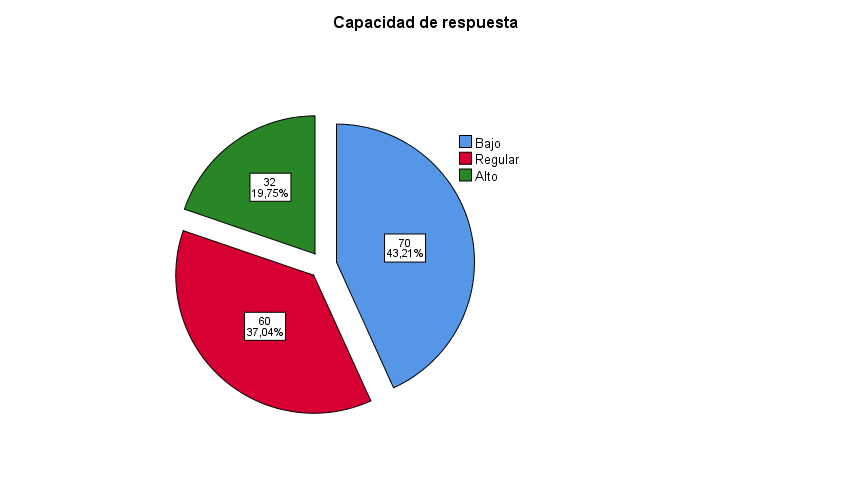 Capacidad de respuesta
Bajo
Regular
Alto
32
19,75%
70
43,21%
60
37,04%